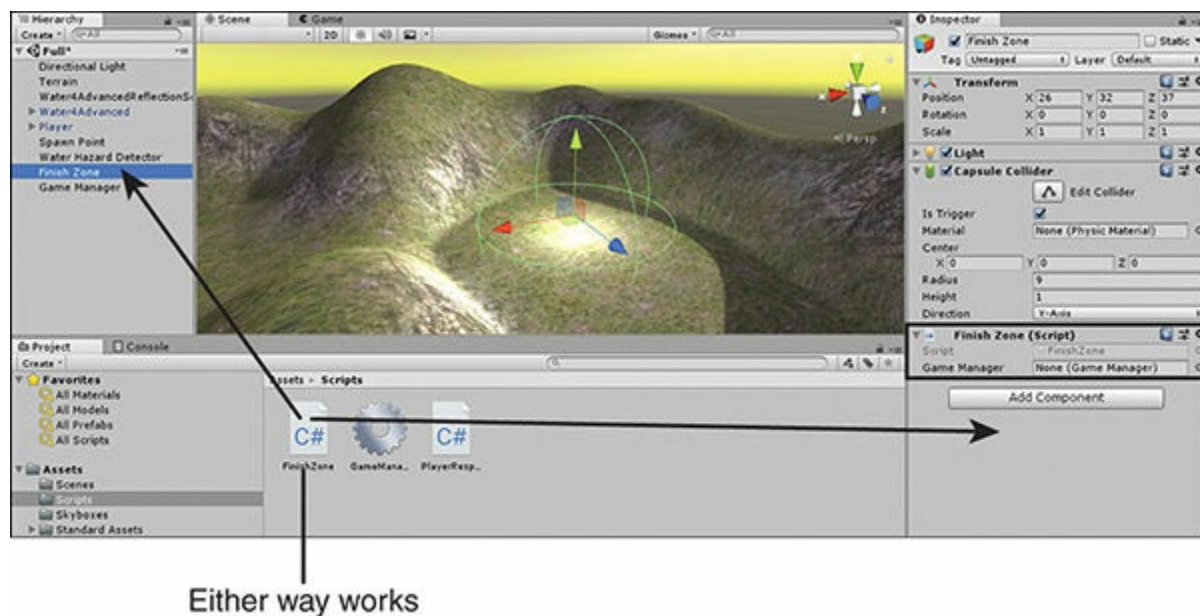 Hierarchy
Create
All
Full*
Directional Light
Terrain
Water4AdvancedReflectionS
Water4Advanced
Player
Spawn Point
Water Hazard Detector
Finish Zone
Game Manager
Scene
Game
2D
Gizmos
All
x
z
Persp
Inspector
Finish Zone
Static
Tag Untagged
Layer Default
Transform
Position X 26 Y 32 Z 37
Rotation X 0 Y 0 Z 0
Scale X 1 Y 1 Z 1
Light
Capsule Collider
Edit Collider
Is Trigger
Material None (Physic Material)
Center
X 0 Y 0 Z 0
Radius 9
Height 1
Direction Y-Axis
Finish Zone (Script)
Script FinishZone
Game Manager None (Game Manager)
Add Component
Project
Console
Create
Favorites
All Materials
All Models
All Prefabs
All Scripts
Assets
Scenes
Scripts
Skyboxes
Standard Assets
Assets Scripts
C#
C#
FinishZone GameMana... PlayerResp...
Either way works